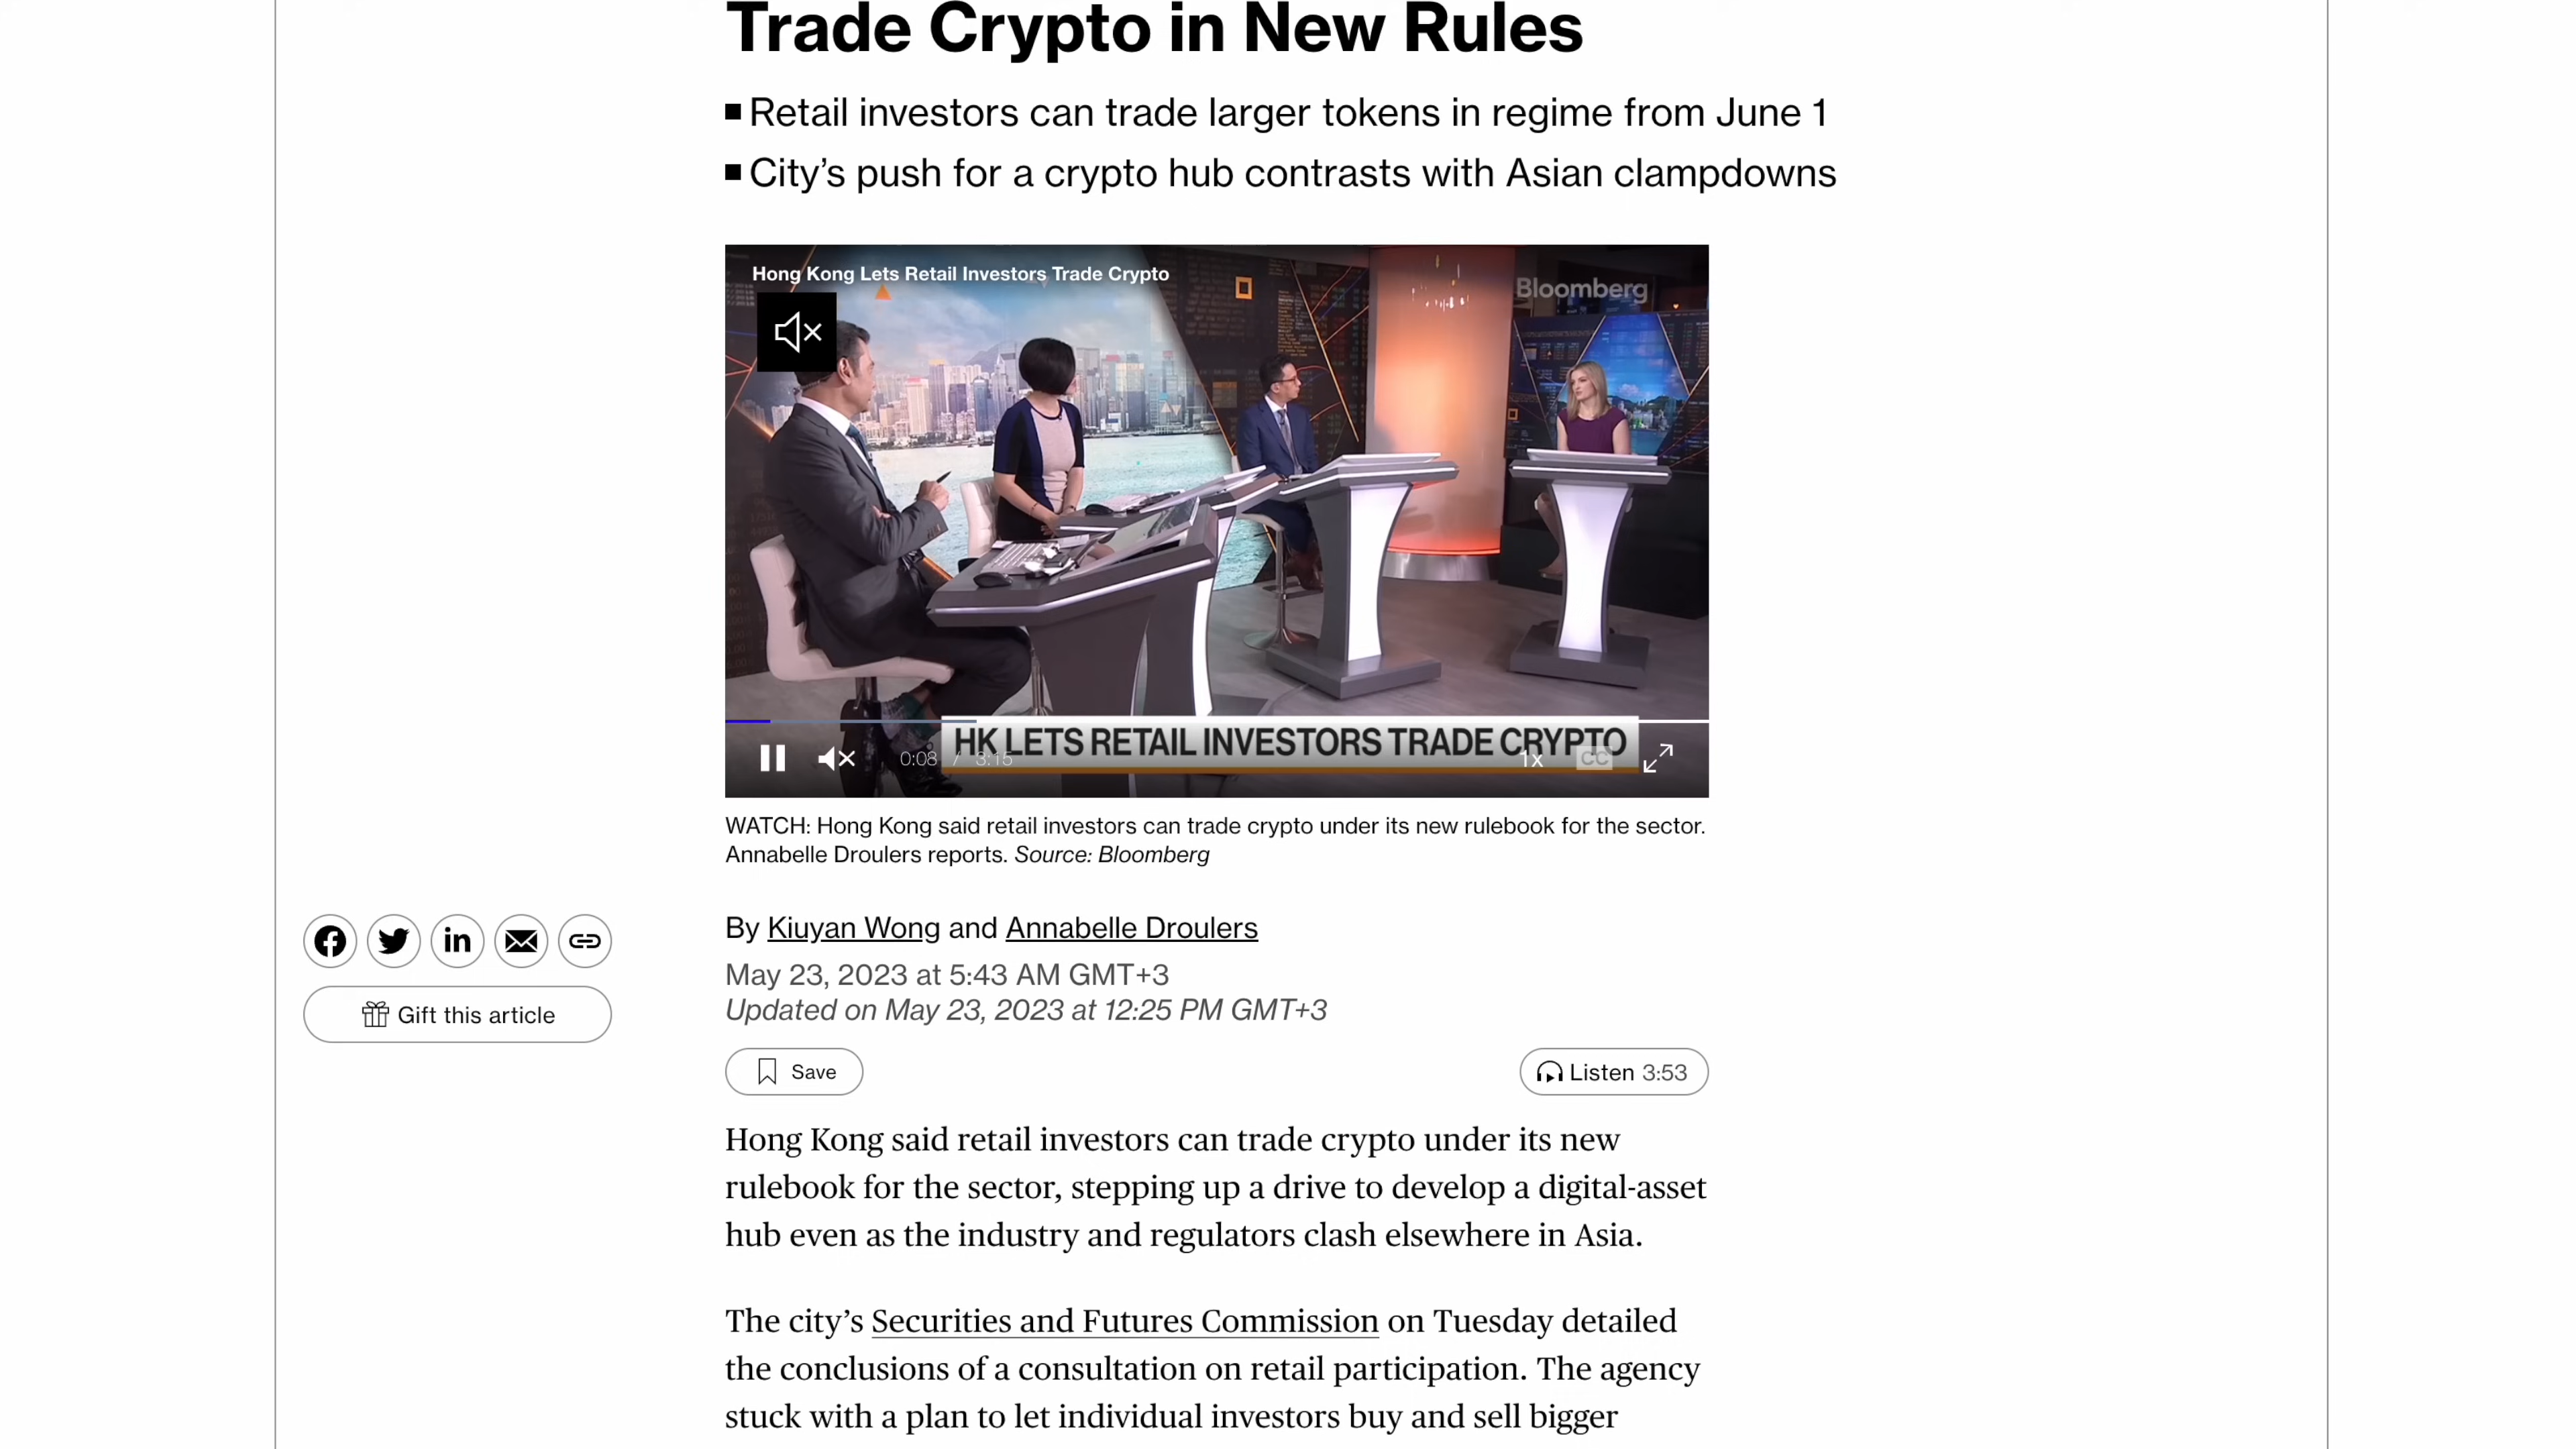 Trade Crypto in New Rules
Retail investors can trade larger tokens in regime from June 1
City's push for a crypto hub contrasts with Asian clampdowns
Hong Kong Lets Retail Investors Trade Crypto
Bloomberg
HK LETS RETAIL INVESTORS TRADE CRYPTO
0:08 / 3:15
1x
CC
WATCH: Hong Kong said retail investors can trade crypto under its new rulebook for the sector.
Annabelle Droulers reports. Source: Bloomberg
By Kiuyan Wong and Annabelle Droulers
May 23, 2023 at 5:43 AM GMT+3
Updated on May 23, 2023 at 12:25 PM GMT+3
Gift this article
Save
Listen 3:53
Hong Kong said retail investors can trade crypto under its new
rulebook for the sector, stepping up a drive to develop a digital-asset
hub even as the industry and regulators clash elsewhere in Asia.
The city's Securities and Futures Commission on Tuesday detailed
the conclusions of a consultation on retail participation. The agency
stuck with a plan to let individual investors buy and sell bigger